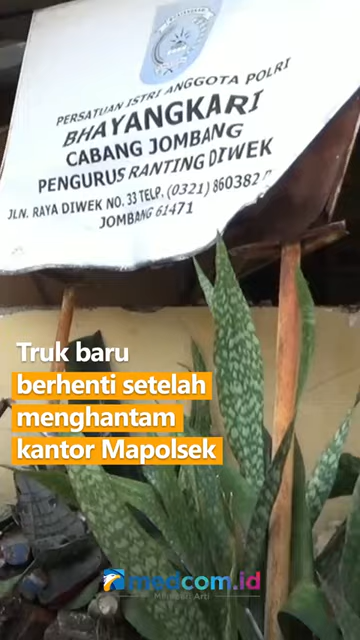 PERSATUAN ISTRI ANGGOTA POLRI
BHAYANGKARI
CABANG JOMBANG
PENGURUS RANTING DIWEK
JLN. RAYA DIWEK NO. 33 TELP. (0321) 860382
JOMBANG 61471
Truk baru
berhenti setelah
menghantam
kantor Mapolsek
medcom.id